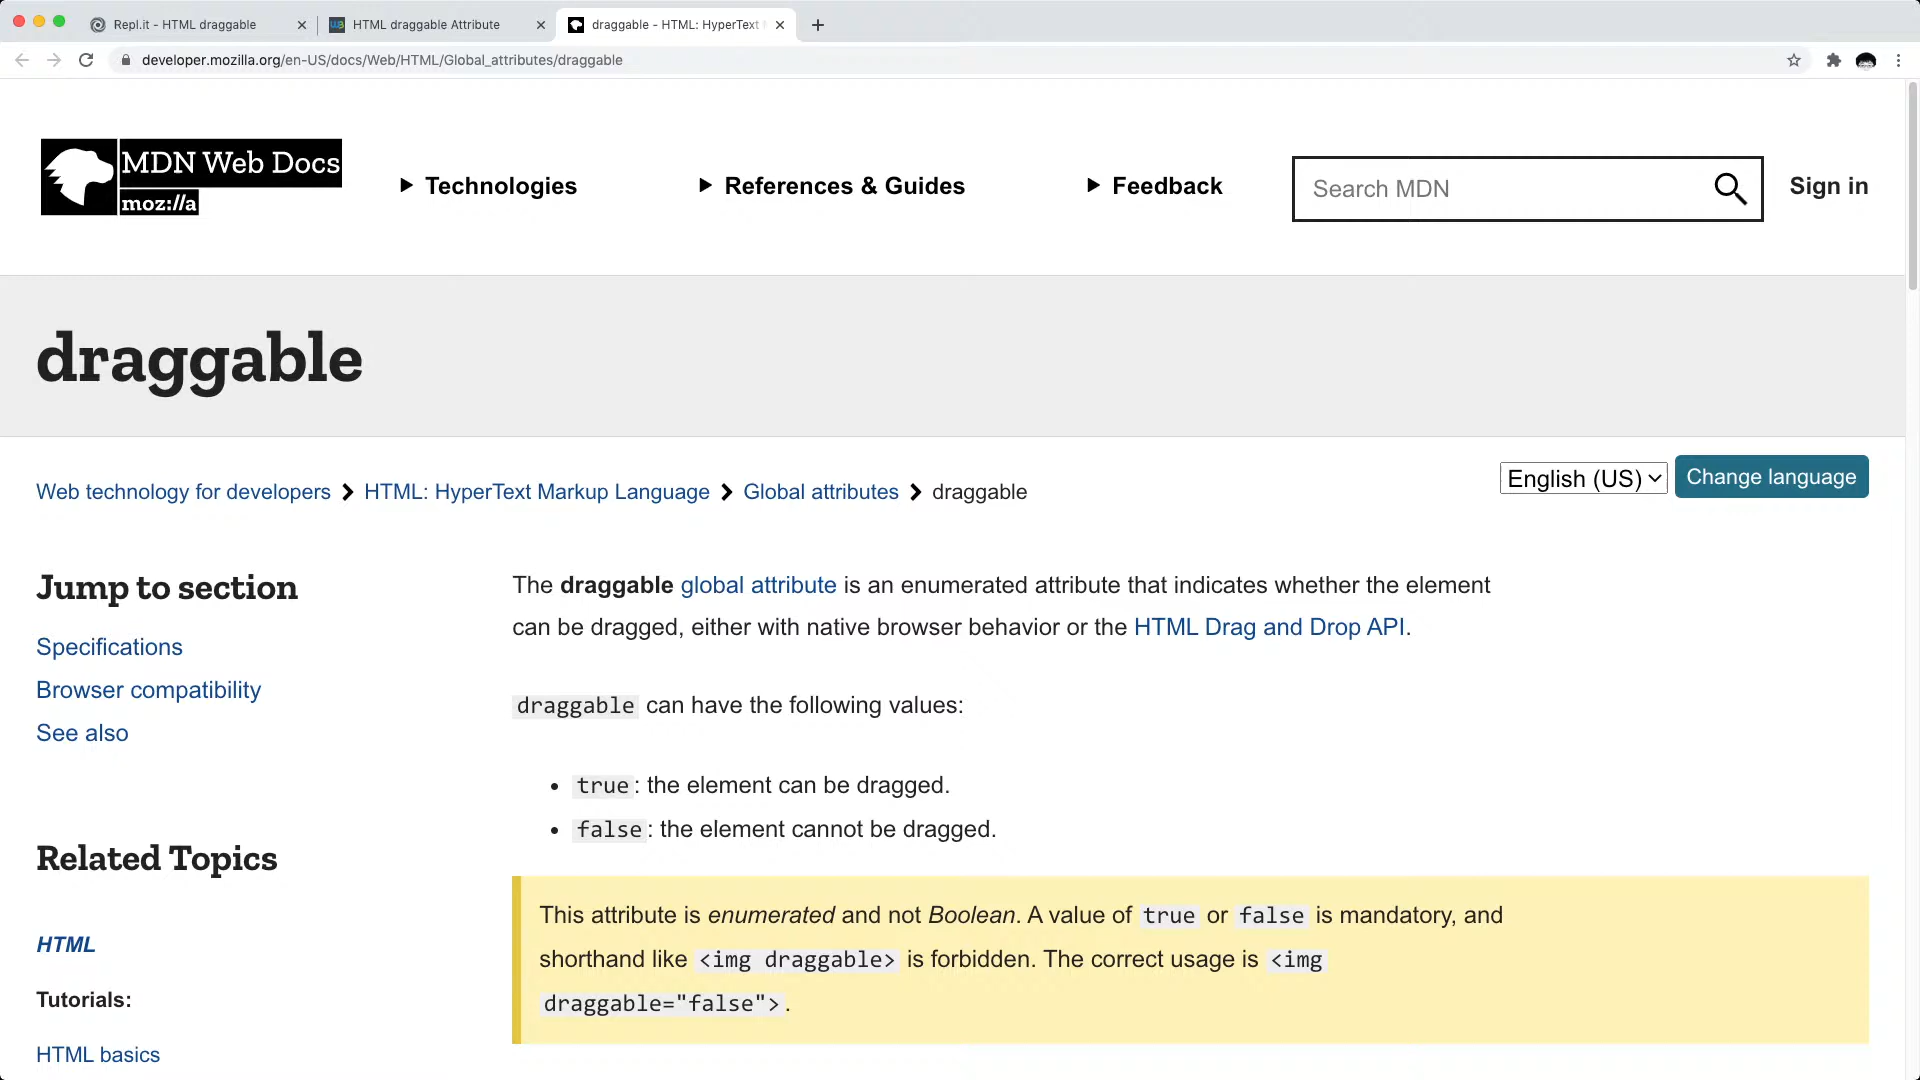 Repl.it - HTML draggable
HTML draggable Attribute
draggable - HTML: HyperText
developer.mozilla.org/en-US/docs/Web/HTML/Global_attributes/draggable
MDN Web Docs
moz://a
Technologies
References & Guides
Feedback
Search MDN
Sign in
draggable
Web technology for developers
HTML: HyperText Markup Language
Global attributes
draggable
English (US)
Change language
Jump to section
Specifications
Browser compatibility
See also
Related Topics
HTML
Tutorials:
HTML basics
The draggable global attribute is an enumerated attribute that indicates whether the element
can be dragged, either with native browser behavior or the HTML Drag and Drop API.
draggable can have the following values:
• true: the element can be dragged.
• false: the element cannot be dragged.
This attribute is enumerated and not Boolean. A value of true or false is mandatory, and
shorthand like <img draggable> is forbidden. The correct usage is <img
draggable="false">.